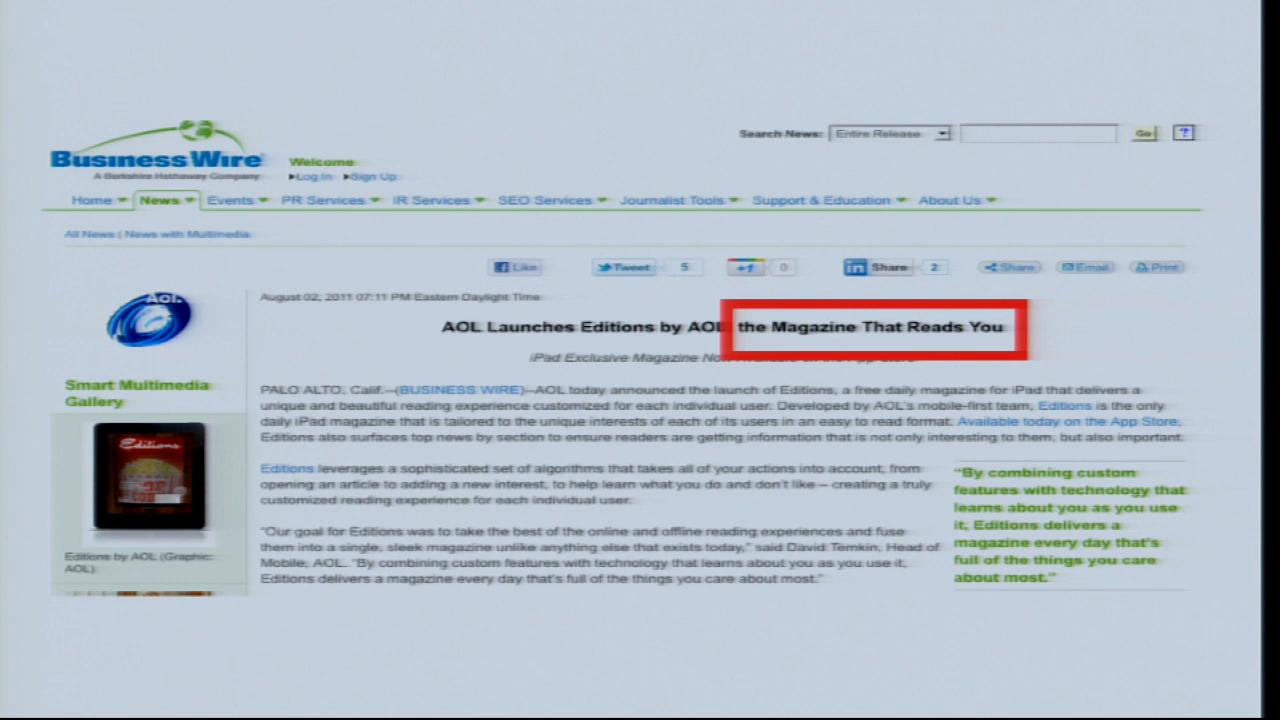 Search News: Entire Release Go ?
BusinessWire
A Berkshire Hathaway Company
Welcome
Log In Sign Up
Home News Events PR Services IR Services SEO Services Journalist Tools Support & Education About Us
All News | News with Multimedia
Like Tweet 5 +1 0 Share 2 Share Email Print
August 02, 2011 07:11 PM Eastern Daylight Time
AOL.
AOL Launches Editions by AOL the Magazine That Reads You
iPad Exclusive Magazine Now Available on the App Store
Smart Multimedia
Gallery
Editions
Editions by AOL (Graphic:
AOL)
PALO ALTO, Calif.--(BUSINESS WIRE)--AOL today announced the launch of Editions, a free daily magazine for iPad that delivers a
unique and beautiful reading experience customized for each individual user. Developed by AOL's mobile-first team, Editions is the only
daily iPad magazine that is tailored to the unique interests of each of its users in an easy to read format. Available today on the App Store,
Editions also surfaces top news by section to ensure readers are getting information that is not only interesting to them, but also important.
Editions leverages a sophisticated set of algorithms that takes all of your actions into account, from
opening an article to adding a new interest, to help learn what you do and don't like – creating a truly
customized reading experience for each individual user.
"Our goal for Editions was to take the best of the online and offline reading experiences and fuse
them into a single, sleek magazine unlike anything else that exists today," said David Temkin, Head of
Mobile, AOL. "By combining custom features with technology that learns about you as you use it,
Editions delivers a magazine every day that's full of the things you care about most."
"By combining custom
features with technology that
learns about you as you use
it, Editions delivers a
magazine every day that's
full of the things you care
about most."